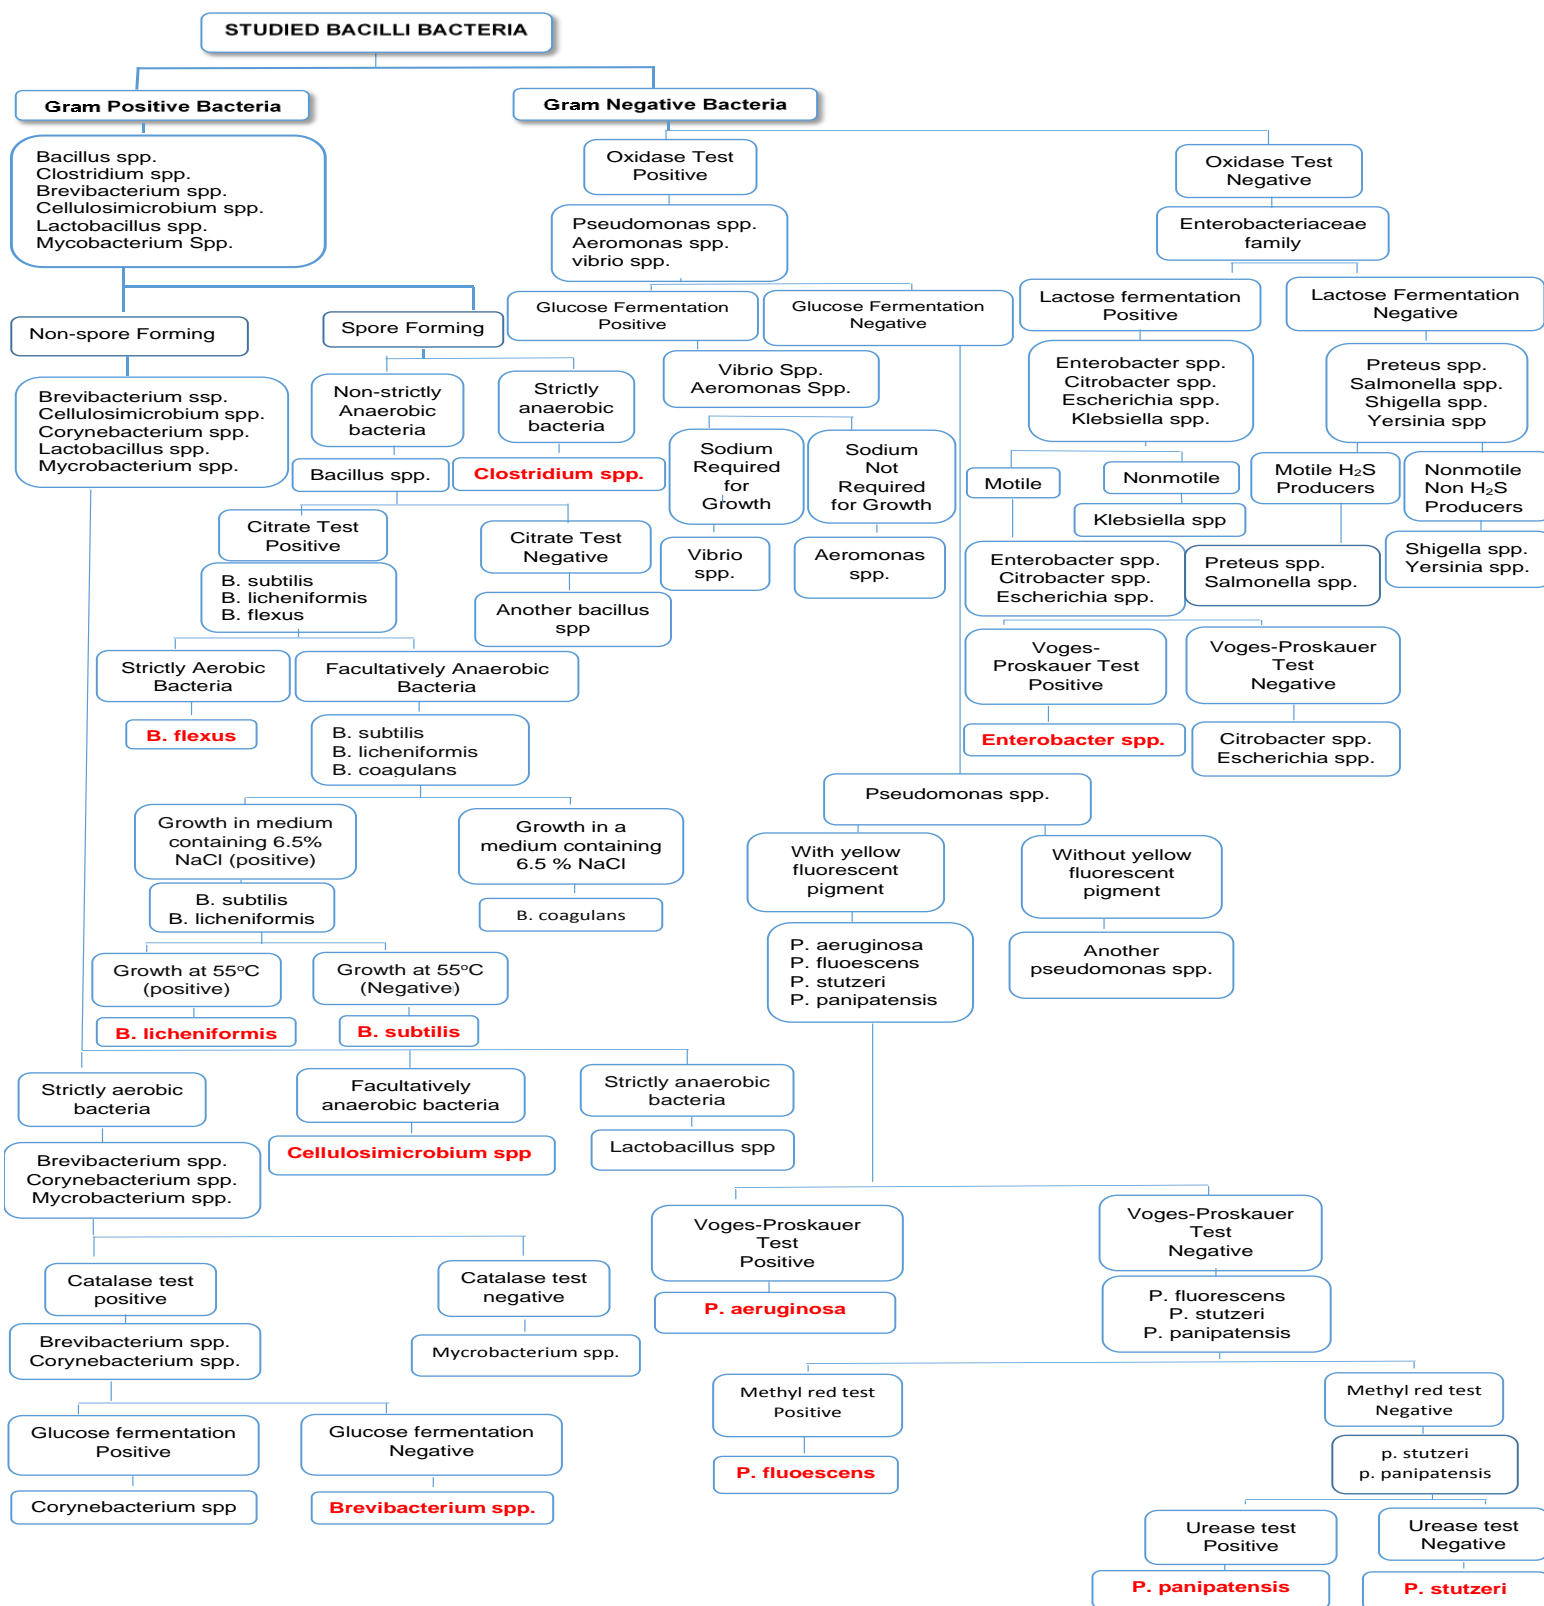 STUDIED BACILLI BACTERIA
Gram Positive Bacteria
Gram Negative Bacteria
Bacillus spp.
Clostridium spp.
Brevibacterium spp.
Cellulosimicrobium spp.
Lactobacillus spp.
Mycobacterium Spp.
Oxidase Test
Positive
Oxidase Test
Negative
Pseudomonas spp.
Aeromonas spp.
vibrio spp.
Enterobacteriaceae
family
Non-spore Forming
Spore Forming
Glucose Fermentation
Positive
Glucose Fermentation
Negative
Lactose fermentation
Positive
Lactose Fermentation
Negative
Brevibacterium ssp.
Cellulosimicrobium spp.
Corynebacterium spp.
Lactobacillus spp.
Mycrobacterium spp.
Non-strictly
Anaerobic
bacteria
Strictly
anaerobic
bacteria
Vibrio Spp.
Aeromonas Spp.
Enterobacter spp.
Citrobacter spp.
Escherichia spp.
Klebsiella spp.
Preteus spp.
Salmonella spp.
Shigella spp.
Yersinia spp
Bacillus spp.
Clostridium spp.
Sodium
Required
for
Growth
Sodium
Not
Required
for Growth
Motile
Nonmotile
Motile H₂S
Producers
Nonmotile
Non H₂S
Producers
Klebsiella spp
Citrate Test
Positive
Citrate Test
Negative
Vibrio
spp.
Aeromonas
spp.
Enterobacter spp.
Citrobacter spp.
Escherichia spp.
Preteus spp.
Salmonella spp.
Shigella spp.
Yersinia spp.
B. subtilis
B. licheniformis
B. flexus
Another bacillus
spp
Strictly Aerobic
Bacteria
Facultatively Anaerobic
Bacteria
Voges-
Proskauer Test
Positive
Voges-Proskauer
Test
Negative
B. flexus
B. subtilis
B. licheniformis
B. coagulans
Enterobacter spp.
Citrobacter spp.
Escherichia spp.
Pseudomonas spp.
Growth in medium
containing 6.5%
NaCl (positive)
Growth in a
medium containing
6.5 % NaCl
With yellow
fluorescent
pigment
Without yellow
fluorescent
pigment
B. subtilis
B. licheniformis
B. coagulans
P. aeruginosa
P. fluoescens
P. stutzeri
P. panipatensis
Another
pseudomonas spp.
Growth at 55ºC
(positive)
Growth at 55ºC
(Negative)
B. licheniformis
B. subtilis
Strictly aerobic
bacteria
Facultatively
anaerobic bacteria
Strictly anaerobic
bacteria
Brevibacterium spp.
Corynebacterium spp.
Mycrobacterium spp.
Cellulosimicrobium spp
Lactobacillus spp
Voges-Proskauer
Test
Positive
Voges-Proskauer
Test
Negative
Catalase test
positive
Catalase test
negative
P. aeruginosa
P. fluorescens
P. stutzeri
P. panipatensis
Brevibacterium spp.
Corynebacterium spp.
Mycrobacterium spp.
Methyl red test
Positive
Methyl red test
Negative
Glucose fermentation
Positive
Glucose fermentation
Negative
P. fluoescens
p. stutzeri
p. panipatensis
Corynebacterium spp
Brevibacterium spp.
Urease test
Positive
Urease test
Negative
P. panipatensis
P. stutzeri